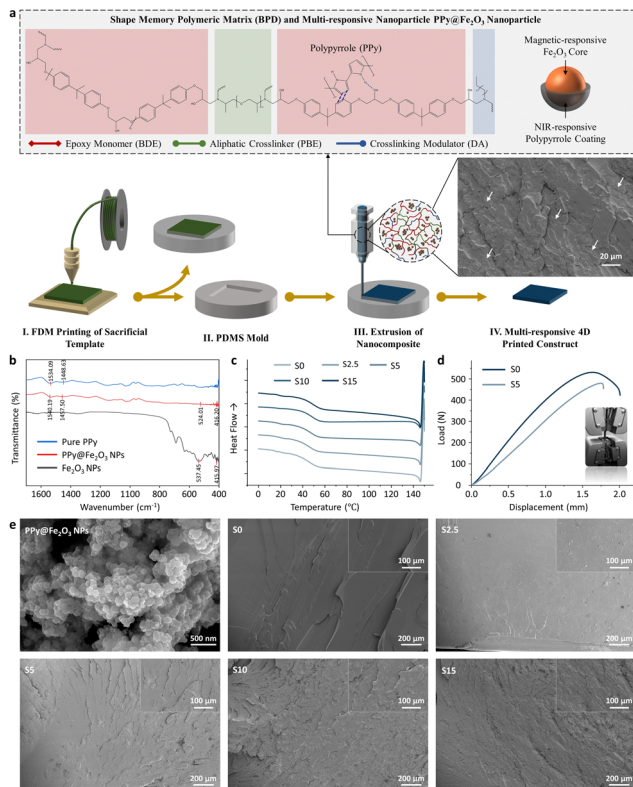 a
Shape Memory Polymeric Matrix (BPD) and Multi-responsive Nanoparticle PPy@Fe₂O₃ Nanoparticle
Polypyrrole (PPy)
Magnetic-responsive
Fe₂O₃ Core
NIR-responsive
Polypyrrole Coating
Epoxy Monomer (BDE)
Aliphatic Crosslinker (PBE)
Crosslinking Modulator (DA)
20 μm
I. FDM Printing of Sacrificial
Template
II. PDMS Mold
III. Extrusion of
Nanocomposite
IV. Multi-responsive 4D
Printed Construct
b
Transmittance (%)
1534.09
1448.63
1540.19
1457.50
524.01
416.20
537.45
415.97
Pure PPy
PPy@Fe₂O₃ NPs
Fe₂O₃ NPs
1600 1400 1200 1000 800 600 400
Wavenumber (cm⁻¹)
c
S0 S2.5 S5
S10 S15
Heat Flow →
0 20 40 60 80 100 120 140
Temperature (°C)
d
S0
S5
Load (N)
500
400
300
200
100
0
0.0 0.5 1.0 1.5 2.0
Displacement (mm)
e
PPy@Fe₂O₃ NPs
500 nm
S0
100 μm
200 μm
S2.5
100 μm
200 μm
S5
100 μm
200 μm
S10
100 μm
200 μm
S15
100 μm
200 μm